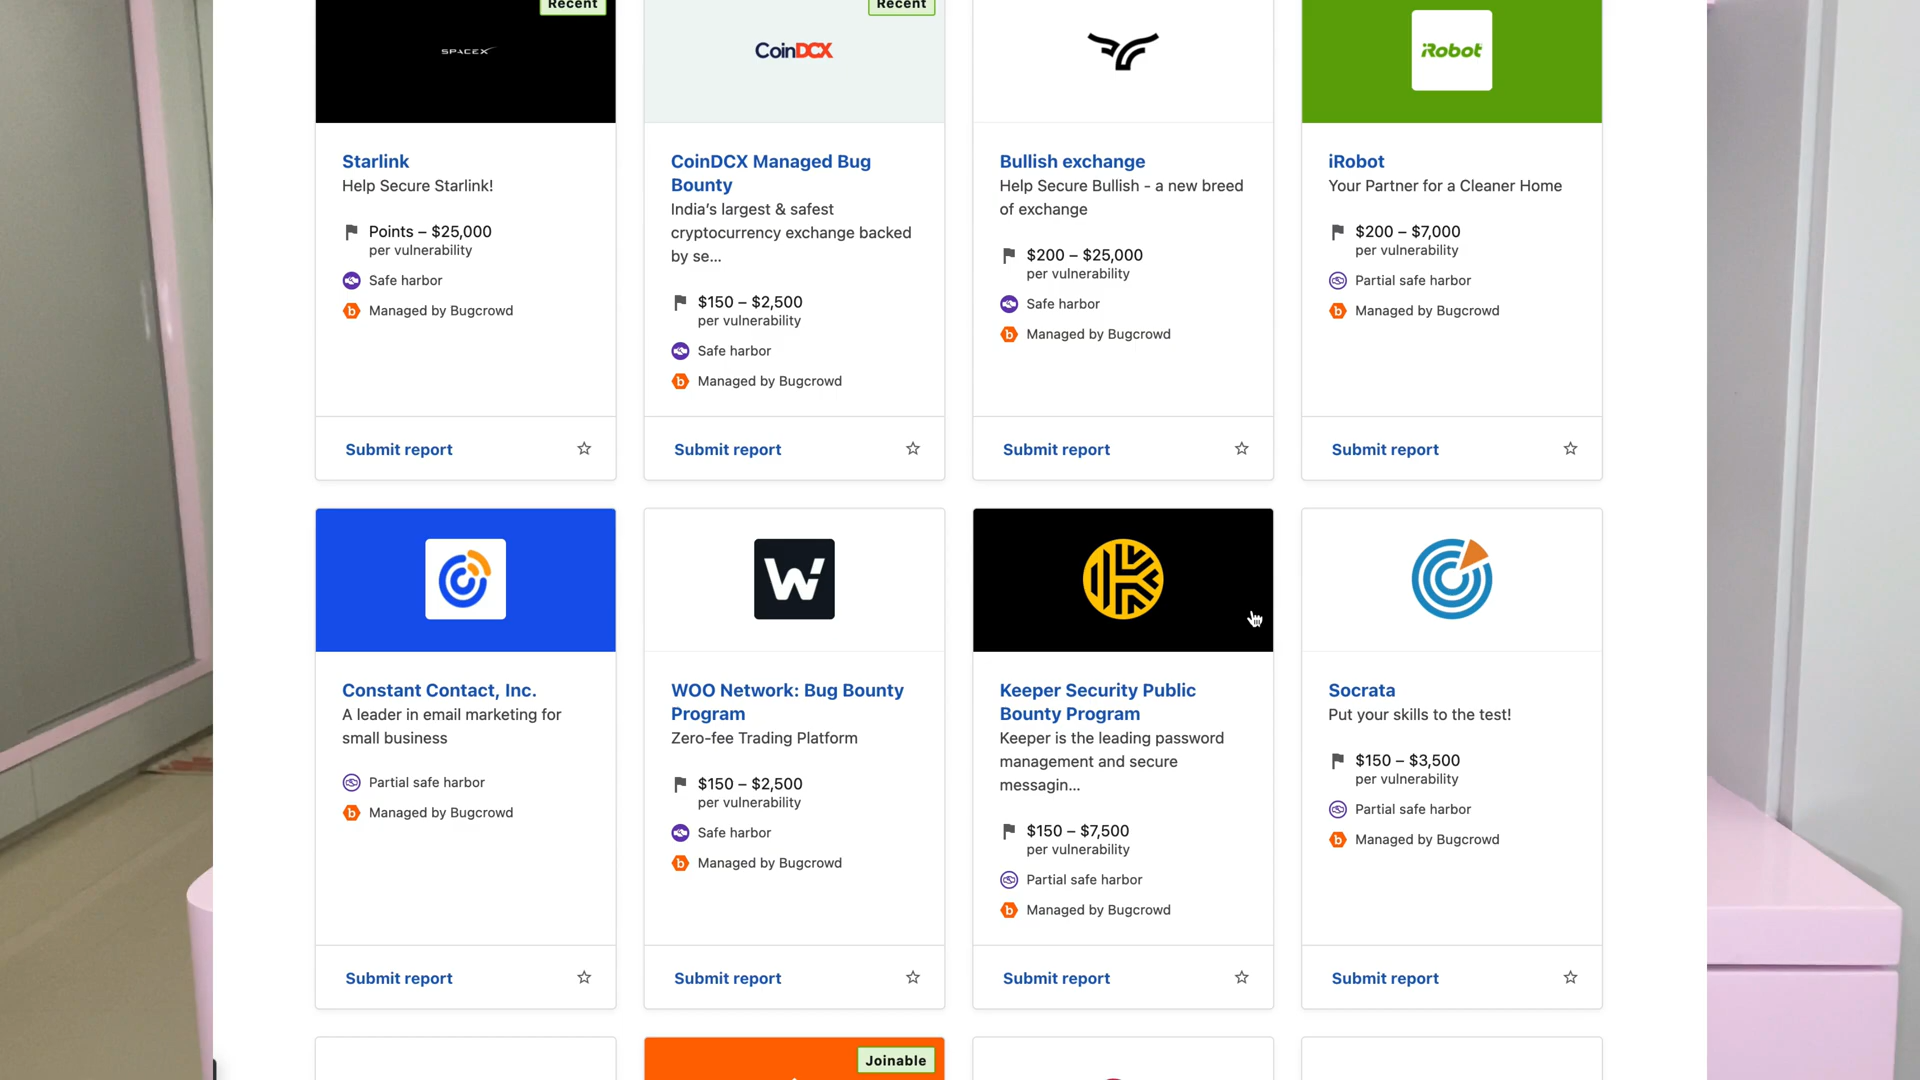 Recent
Recent
SPACEX
CoinDCX
iRobot
Starlink
Help Secure Starlink!
Points – $25,000
per vulnerability
Safe harbor
Managed by Bugcrowd
Submit report
CoinDCX Managed Bug
Bounty
India's largest & safest
cryptocurrency exchange backed
by se...
$150 – $2,500
per vulnerability
Safe harbor
Managed by Bugcrowd
Submit report
Bullish exchange
Help Secure Bullish - a new breed
of exchange
$200 – $25,000
per vulnerability
Safe harbor
Managed by Bugcrowd
Submit report
iRobot
Your Partner for a Cleaner Home
$200 – $7,000
per vulnerability
Partial safe harbor
Managed by Bugcrowd
Submit report
Constant Contact, Inc.
A leader in email marketing for
small business
Partial safe harbor
Managed by Bugcrowd
Submit report
W
WOO Network: Bug Bounty
Program
Zero-fee Trading Platform
$150 – $2,500
per vulnerability
Safe harbor
Managed by Bugcrowd
Submit report
Keeper Security Public
Bounty Program
Keeper is the leading password
management and secure
messagin...
$150 – $7,500
per vulnerability
Partial safe harbor
Managed by Bugcrowd
Submit report
Socrata
Put your skills to the test!
$150 – $3,500
per vulnerability
Partial safe harbor
Managed by Bugcrowd
Submit report
Joinable